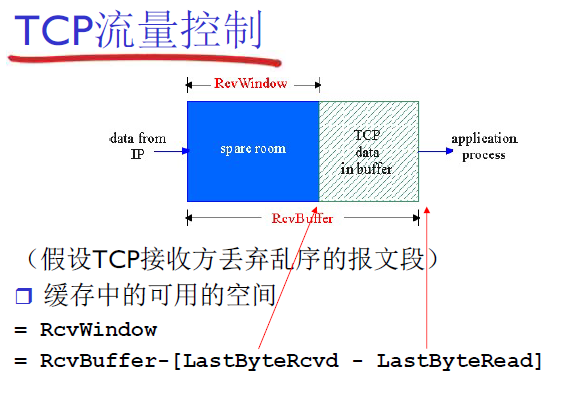 TCP流量控制
RcvWindow
data from
IP
spare room
TCP
data
in buffer
application
process
RcvBuffer
（假设TCP接收方丢弃乱序的报文段）
缓存中的可用的空间
= RcvWindow
= RcvBuffer-[LastByteRcvd - LastByteRead]